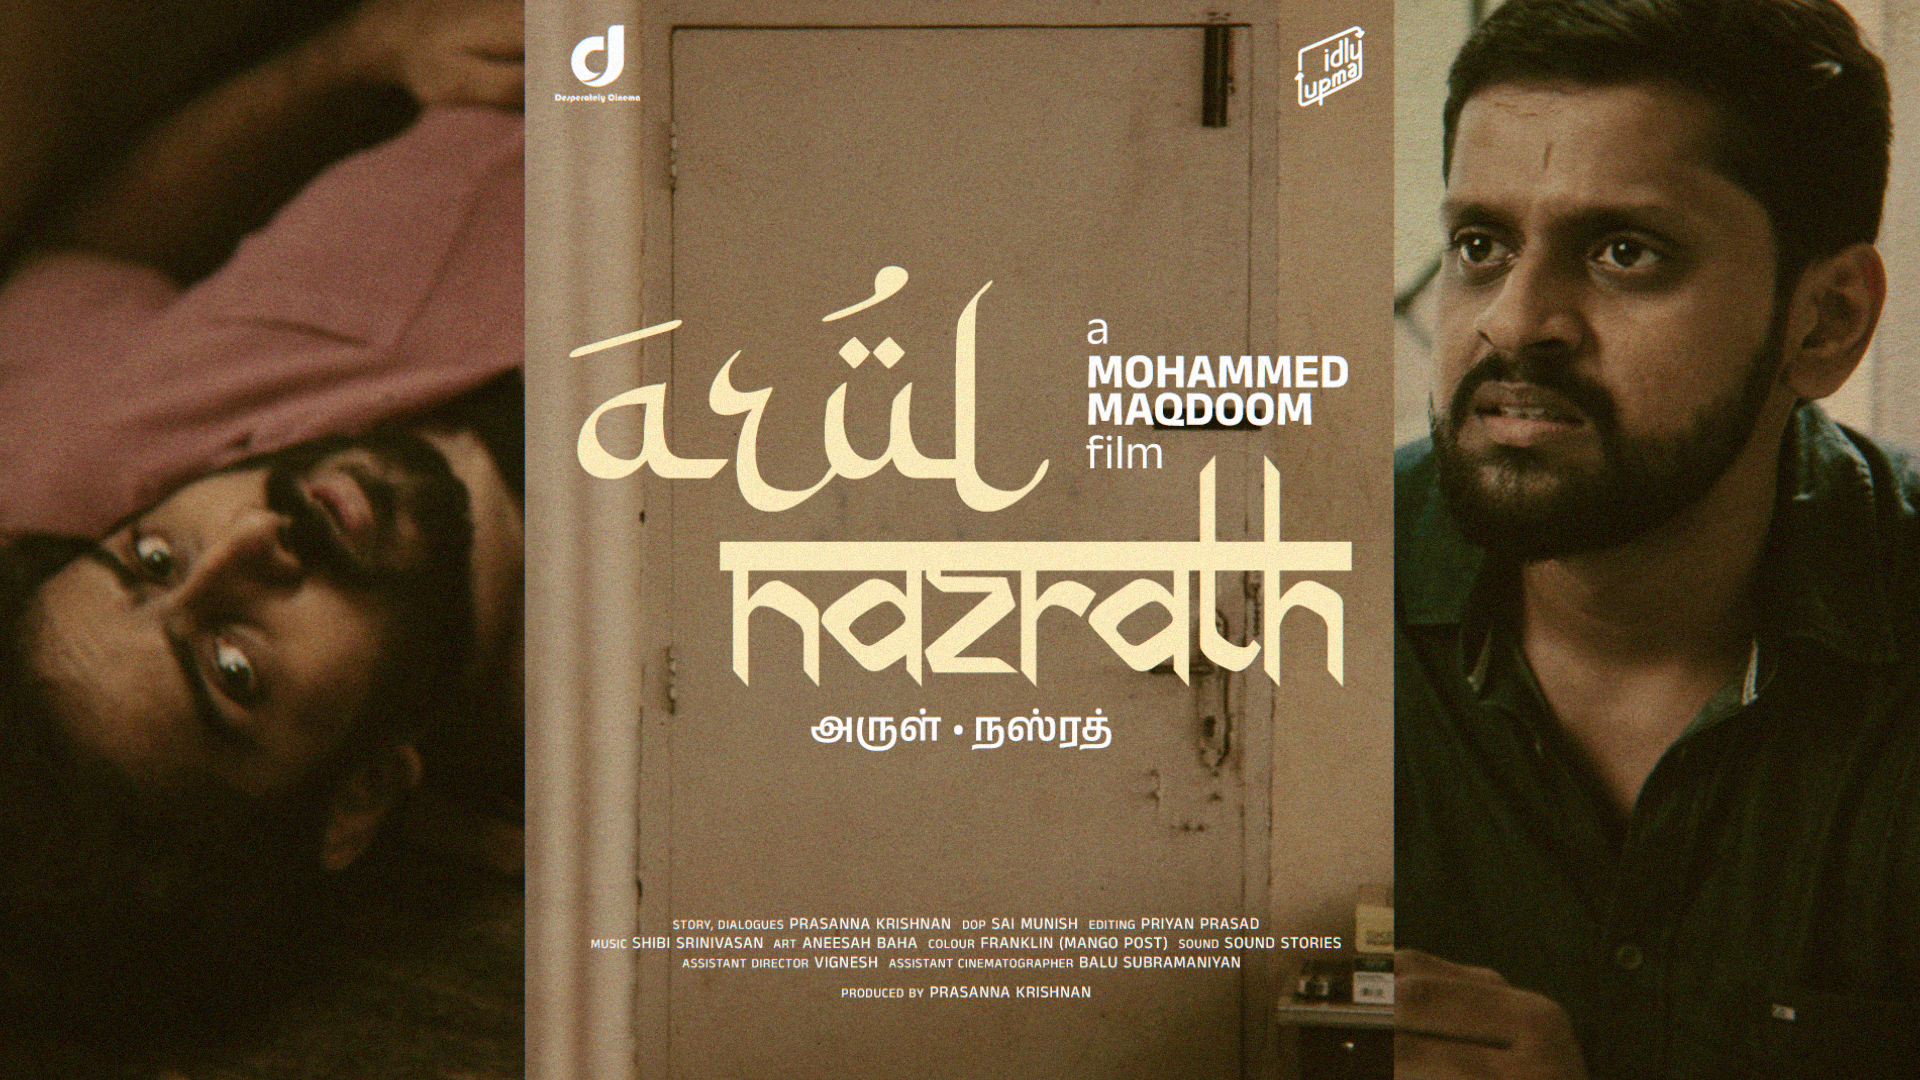 Desperately Cinema
idly
upma
arül
a
MOHAMMED
MAQDOOM
film
nazrath
அருள் • நஸ்ரத்
STORY, DIALOGUES PRASANNA KRISHNAN DOP SAI MUNISH EDITING PRIYAN PRASAD
MUSIC SHIBI SRINIVASAN ART ANEESAH BAHA COLOUR FRANKLIN (MANGO POST) SOUND SOUND STORIES
ASSISTANT DIRECTOR VIGNESH ASSISTANT CINEMATOGRAPHER BALU SUBRAMANIYAN
PRODUCED BY PRASANNA KRISHNAN